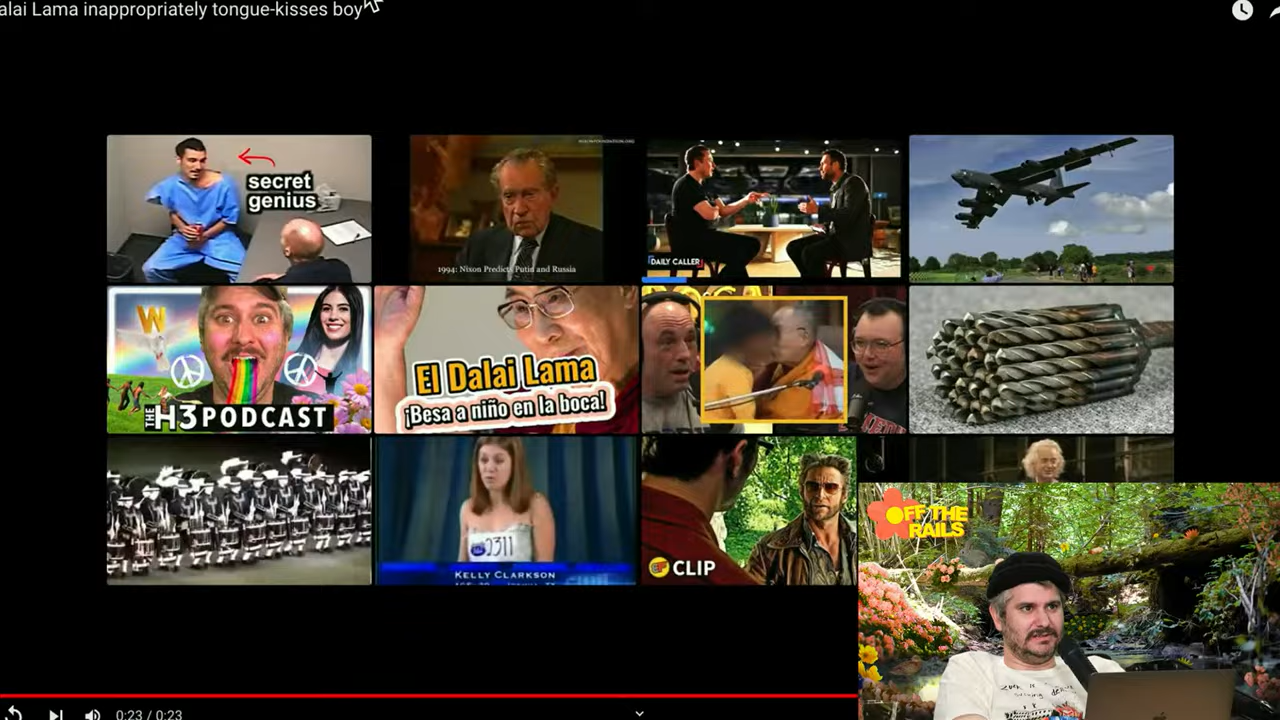 alai Lama inappropriately tongue-kisses boy
secret
genius
1994: Nixon Predicts Putin and Russia
DAILY CALLER
W
THE
H3PODCAST
El Dalai Lama
¡Besa a niño en la boca!
2311
KELLY CLARKSON
CLIP
OFF THE
RAILS
0:23 / 0:23